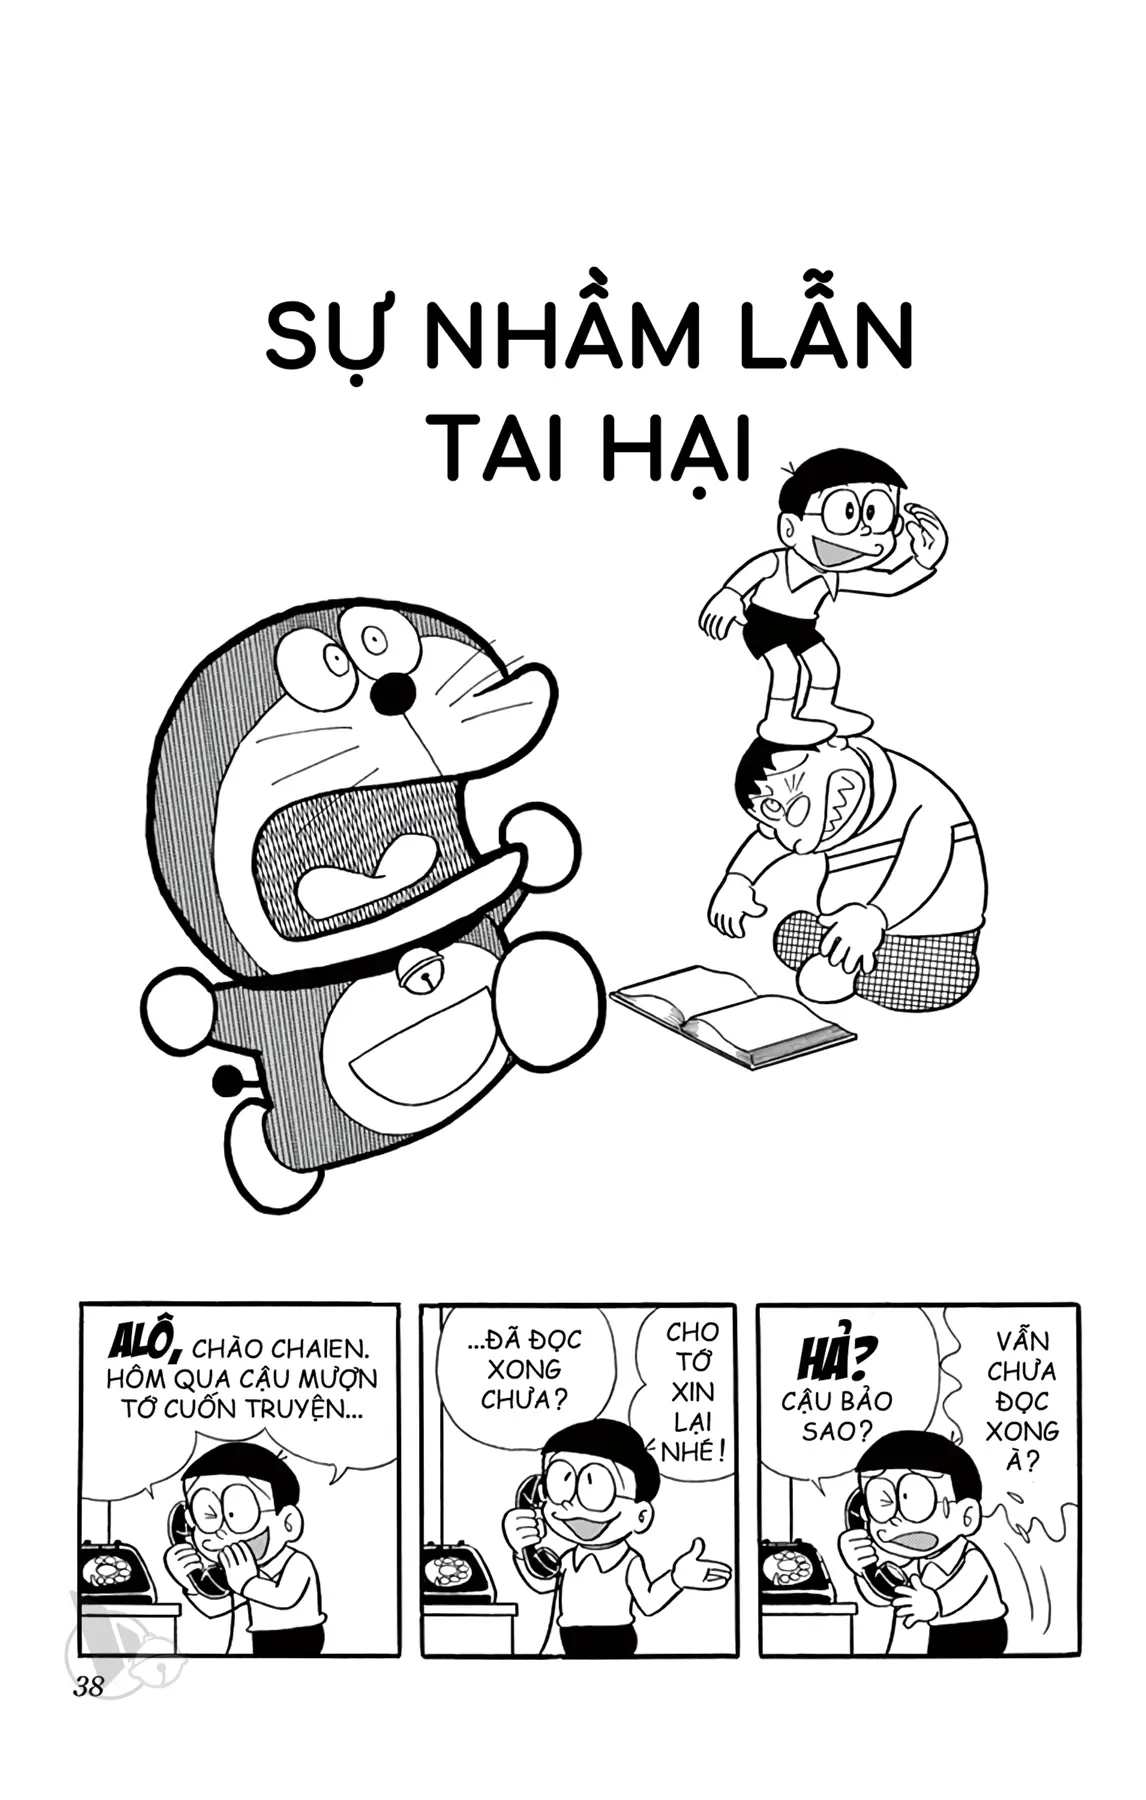 SỰ NHẦM LẪN
TAI HẠI
ALÔ, CHÀO CHAIEN.
HÔM QUA CẬU MƯỢN
TỚ CUỐN TRUYỆN...
...ĐÃ ĐỌC
XONG
CHƯA?
CHO
TỚ
XIN
LẠI
NHÉ!
HẢ?
CẬU BẢO
SAO?
VẪN
CHƯA
ĐỌC
XONG
À?
38